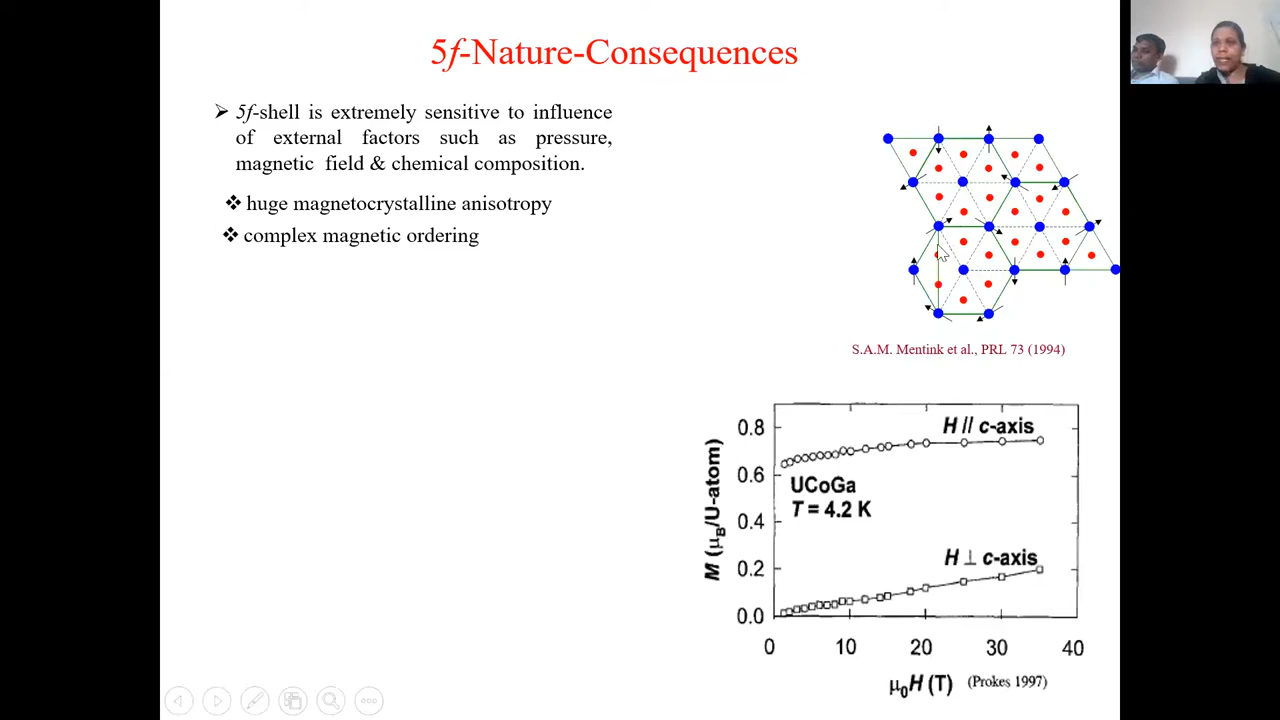 5f-Nature-Consequences
➢ 5f-shell is extremely sensitive to influence
of external factors such as pressure,
magnetic field & chemical composition.
❖ huge magnetocrystalline anisotropy
❖ complex magnetic ordering
S.A.M. Mentink et al., PRL 73 (1994)
0.8
0.6
0.4
0.2
0.0
M (μB/U-atom)
H // c-axis
UCoGa
T = 4.2 K
H ⊥ c-axis
0 10 20 30 40
μ0H (T) (Prokes 1997)